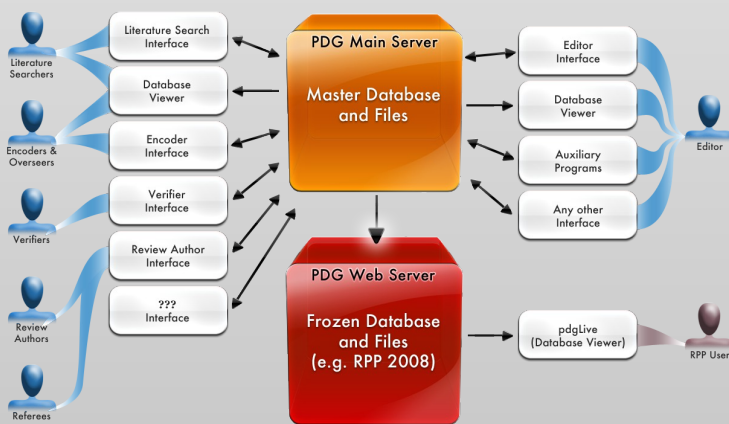 Literature
Searchers
Encoders &
Overseers
Verifiers
Review
Authors
Referees
Literature Search
Interface
Database
Viewer
Encoder
Interface
Verifier
Interface
Review Author
Interface
???
Interface
PDG Main Server
Master Database
and Files
PDG Web Server
Frozen Database
and Files
(e.g. RPP 2008)
Editor
Interface
Database
Viewer
Auxiliary
Programs
Any other
Interface
Editor
pdgLive
(Database Viewer)
RPP User